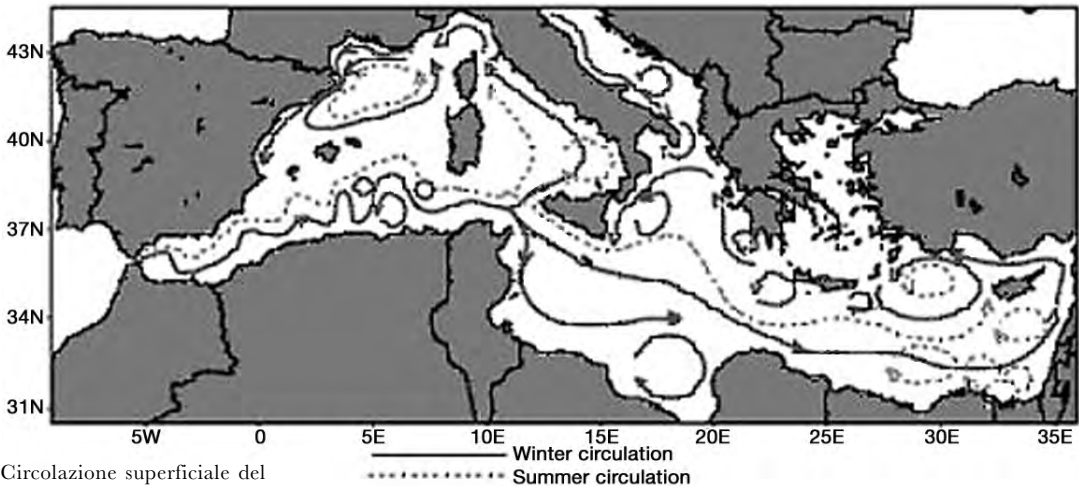 43N
40N
37N
34N
31N
5W 0 5E 10E 15E 20E 25E 30E 35E
Winter circulation
Circolazione superficiale del
Summer circulation